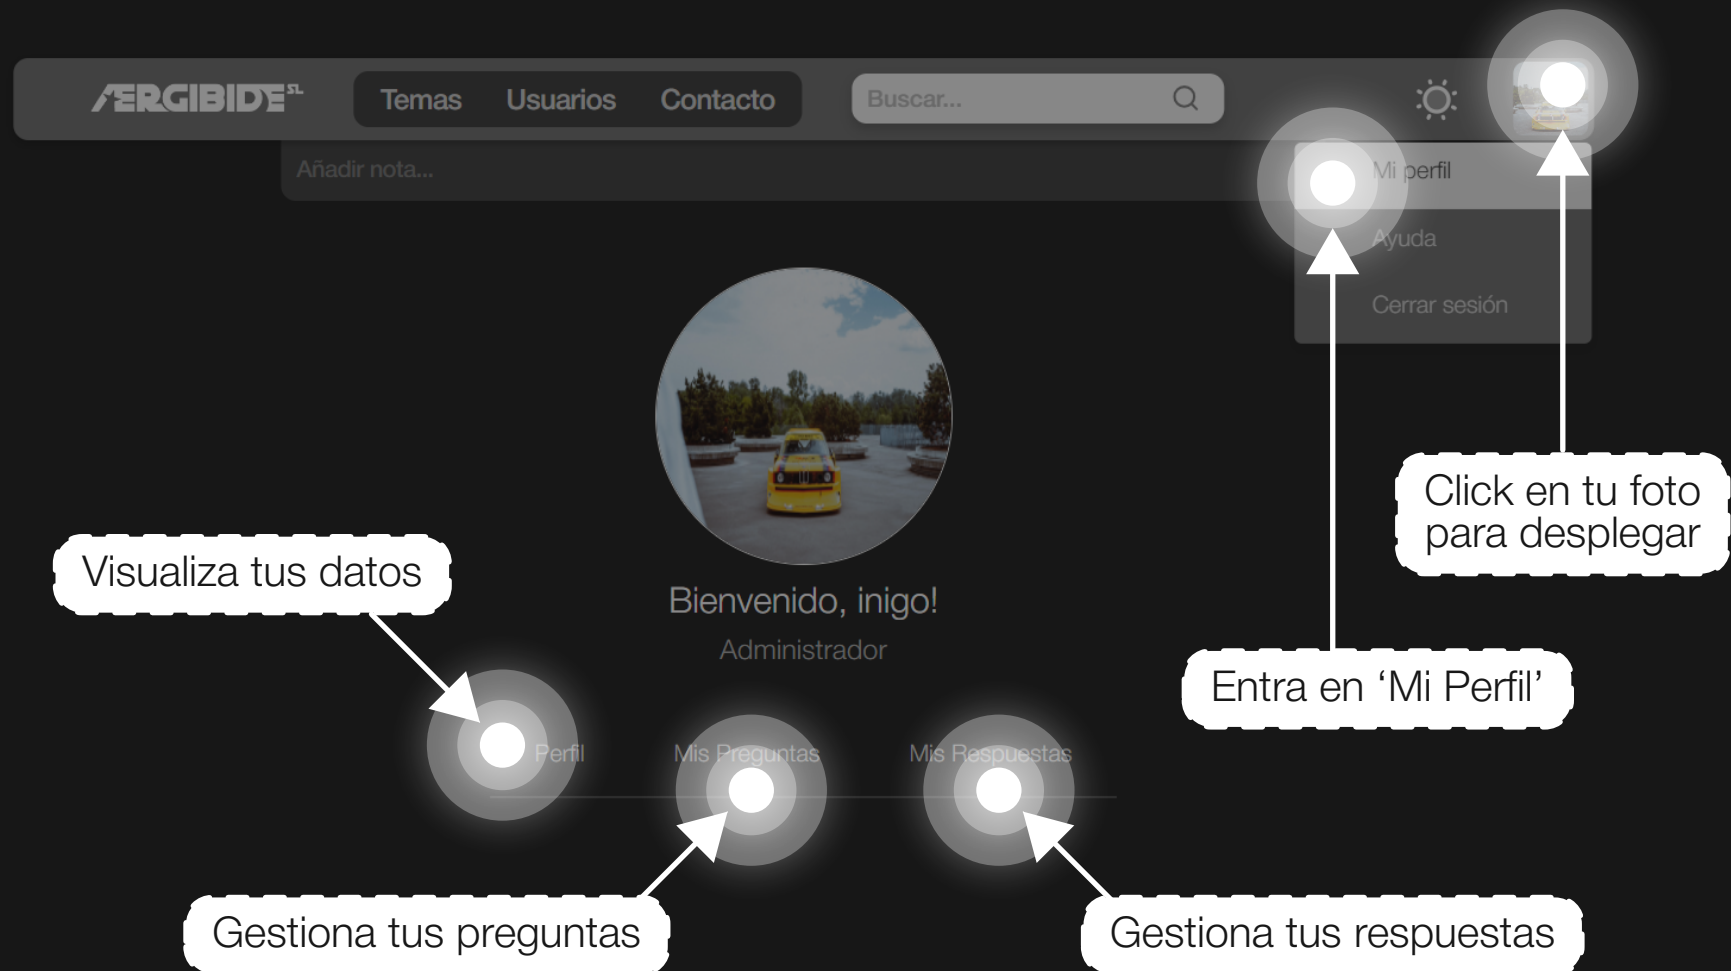 ÆRGIBIDE SL
Temas
Usuarios
Contacto
Buscar...
Añadir nota...
Mi perfil
Ayuda
Cerrar sesión
Click en tu foto
para desplegar
Visualiza tus datos
Bienvenido, inigo!
Administrador
Entra en ‘Mi Perfil’
Perfil
Mis Preguntas
Mis Respuestas
Gestiona tus preguntas
Gestiona tus respuestas